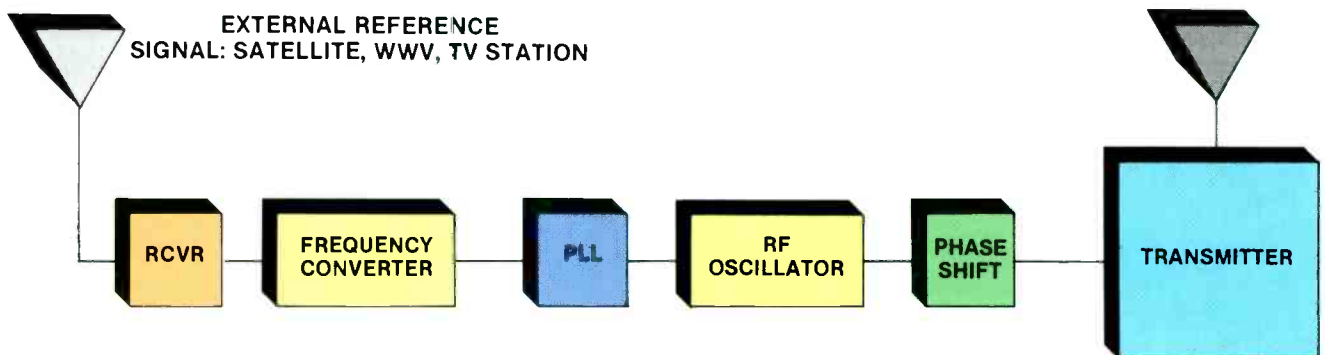 EXTERNAL REFERENCE
SIGNAL: SATELLITE, WWV, TV STATION
RCVR
FREQUENCY
CONVERTER
PLL
RF
OSCILLATOR
PHASE
SHIFT
TRANSMITTER